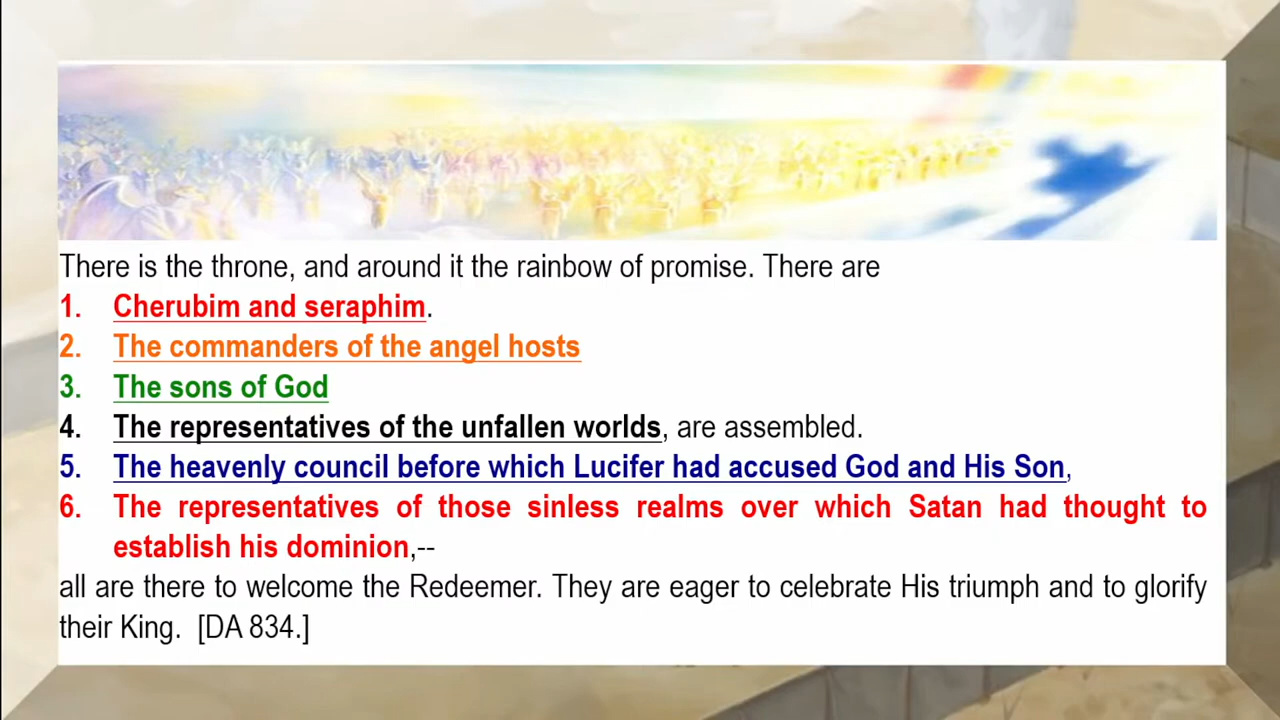 There is the throne, and around it the rainbow of promise. There are
1. Cherubim and seraphim.
2. The commanders of the angel hosts
3. The sons of God
4. The representatives of the unfallen worlds, are assembled.
5. The heavenly council before which Lucifer had accused God and His Son,
6. The representatives of those sinless realms over which Satan had thought to
establish his dominion,--
all are there to welcome the Redeemer. They are eager to celebrate His triumph and to glorify
their King. [DA 834.]